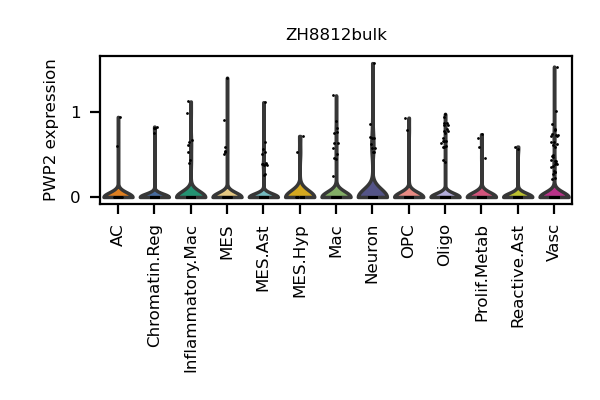 ZH8812bulk
PWP2 expression
1
0
AC
Chromatin.Reg
Inflammatory.Mac
MES
MES.Ast
MES.Hyp
Mac
Neuron
OPC
Oligo
Prolif.Metab
Reactive.Ast
Vasc